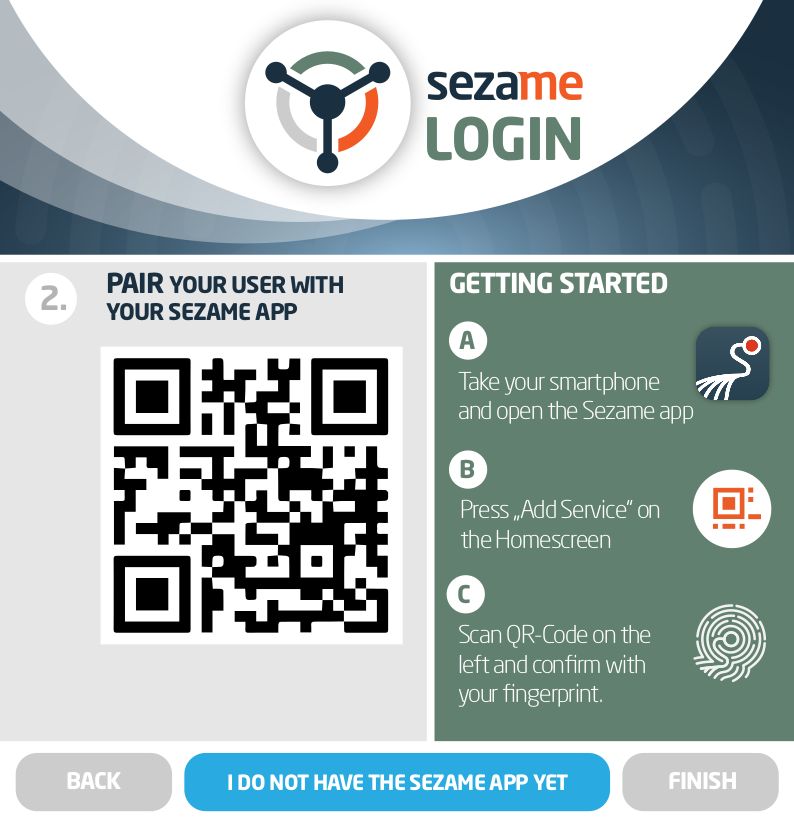 sezame
LOGIN
2.
PAIR YOUR USER WITH
YOUR SEZAME APP
GETTING STARTED
A
Take your smartphone
and open the Sezame app
B
Press „Add Service” on
the Homescreen
C
Scan QR-Code on the
left and confirm with
your fingerprint.
BACK
I DO NOT HAVE THE SEZAME APP YET
FINISH